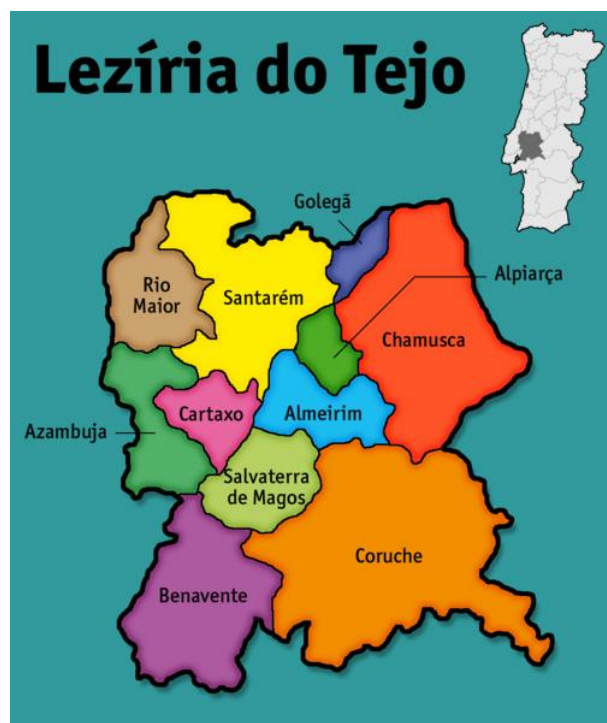 Lezíria do Tejo
Golegã
Alpiarça
Rio
Maior
Santarém
Chamusca
Cartaxo
Almeirim
Azambuja
Salvaterra
de Magos
Coruche
Benavente